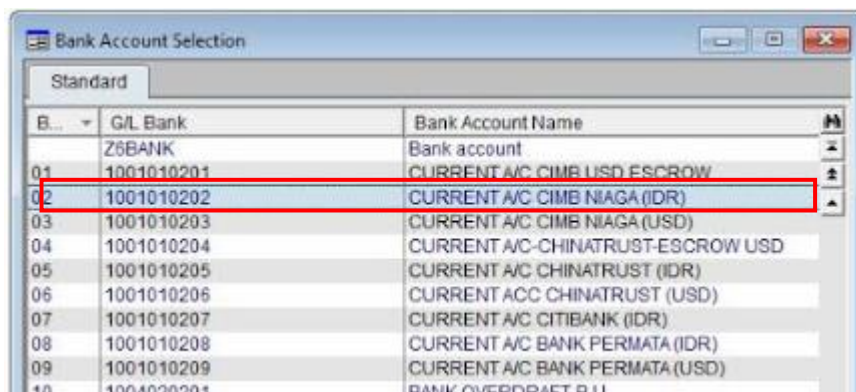 Bank Account Selection
Standard
B... G/L Bank Bank Account Name
Z6BANK Bank account
01 1001010201 CURRENT A/C CIMB USD ESCROW
02 1001010202 CURRENT A/C CIMB NIAGA (IDR)
03 1001010203 CURRENT A/C CIMB NIAGA (USD)
04 1001010204 CURRENT A/C-CHINATRUST-ESCROW USD
05 1001010205 CURRENT A/C CHINATRUST (IDR)
06 1001010206 CURRENT ACC CHINATRUST (USD)
07 1001010207 CURRENT A/C CITIBANK (IDR)
08 1001010208 CURRENT A/C BANK PERMATA (IDR)
09 1001010209 CURRENT A/C BANK PERMATA (USD)
10 BANK OVERDRAFT